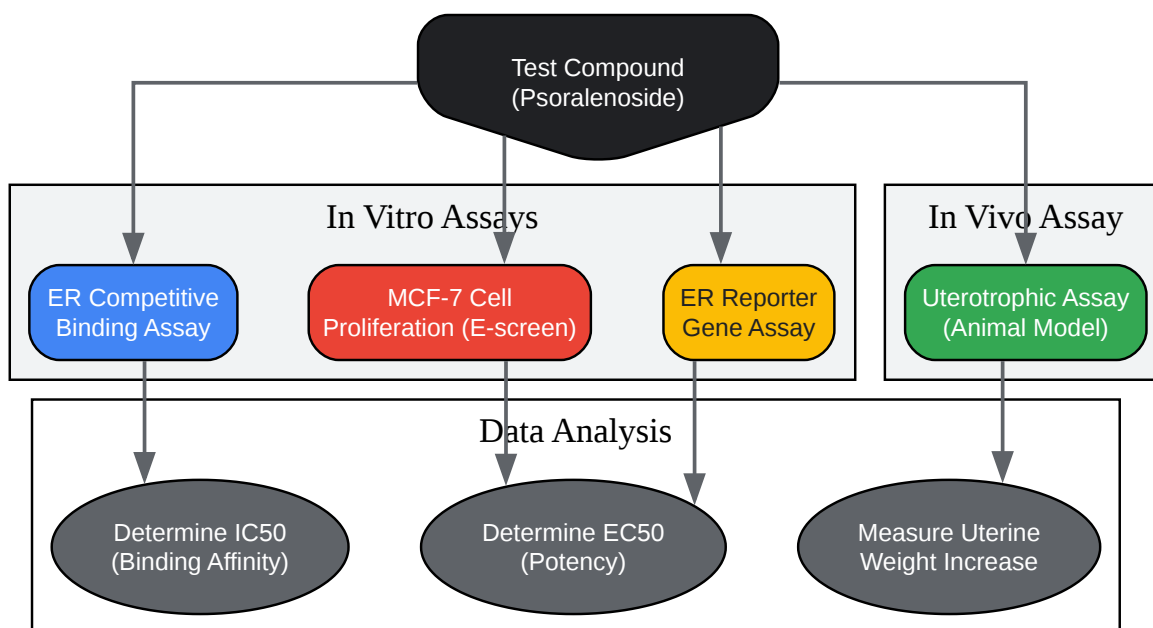 Test Compound
(Psoralenoside)
In Vitro Assays
In Vivo Assay
ER Competitive
Binding Assay
MCF-7 Cell
Proliferation (E-screen)
ER Reporter
Gene Assay
Uterotrophic Assay
(Animal Model)
Data Analysis
Determine IC50
(Binding Affinity)
Determine EC50
(Potency)
Measure Uterine
Weight Increase